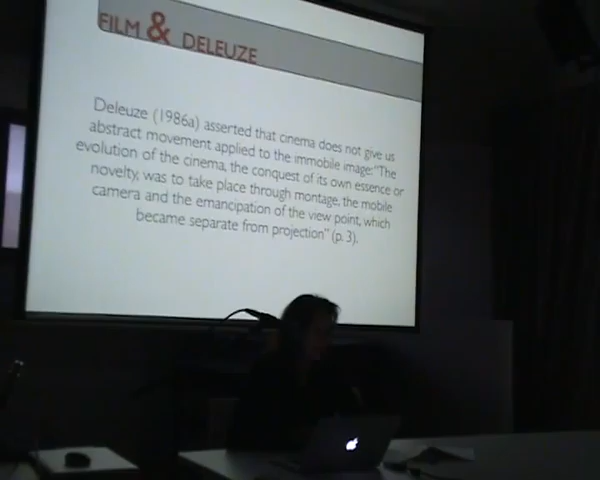 FILM & DELEUZE
Deleuze (1986a) asserted that cinema does not give us
abstract movement applied to the immobile image: "The
evolution of the cinema, the conquest of its own essence or
novelty, was to take place through montage, the mobile
camera and the emancipation of the view point, which
became separate from projection" (p. 3).